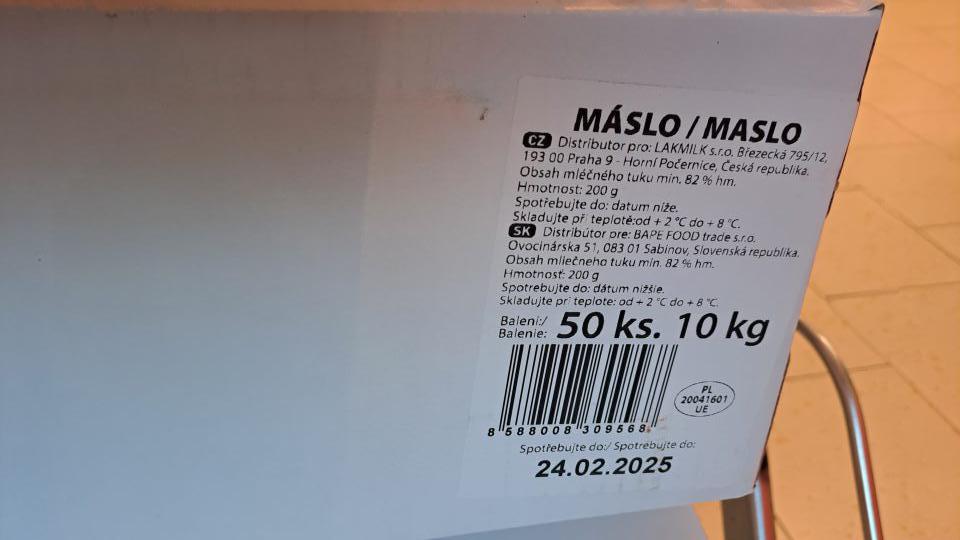 MÁSLO / MASLO
CZ Distributor pro: LAKMILK s.r.o. Březecká 795/12,
193 00 Praha 9 - Horní Počernice, Česká republika.
Obsah mléčného tuku min. 82 % hm.
Hmotnost: 200 g
Spotřebujte do: datum níže.
Skladujte při teplotě:od + 2 °C do + 8 °C.
SK Distribútor pre: BAPE FOOD trade s.r.o.
Ovocinárska 51, 083 01 Sabinov, Slovenská republika.
Obsah mliečneho tuku min. 82 % hm.
Hmotnosť: 200 g
Spotrebujte do: dátum nižšie.
Skladujte pri teplote: od + 2 °C do + 8 °C.
Balení:/
Balenie: 50 ks. 10 kg
PL
20041601
UE
8 588008 309568
Spotřebujte do:/ Spotrebujte do:
24.02.2025